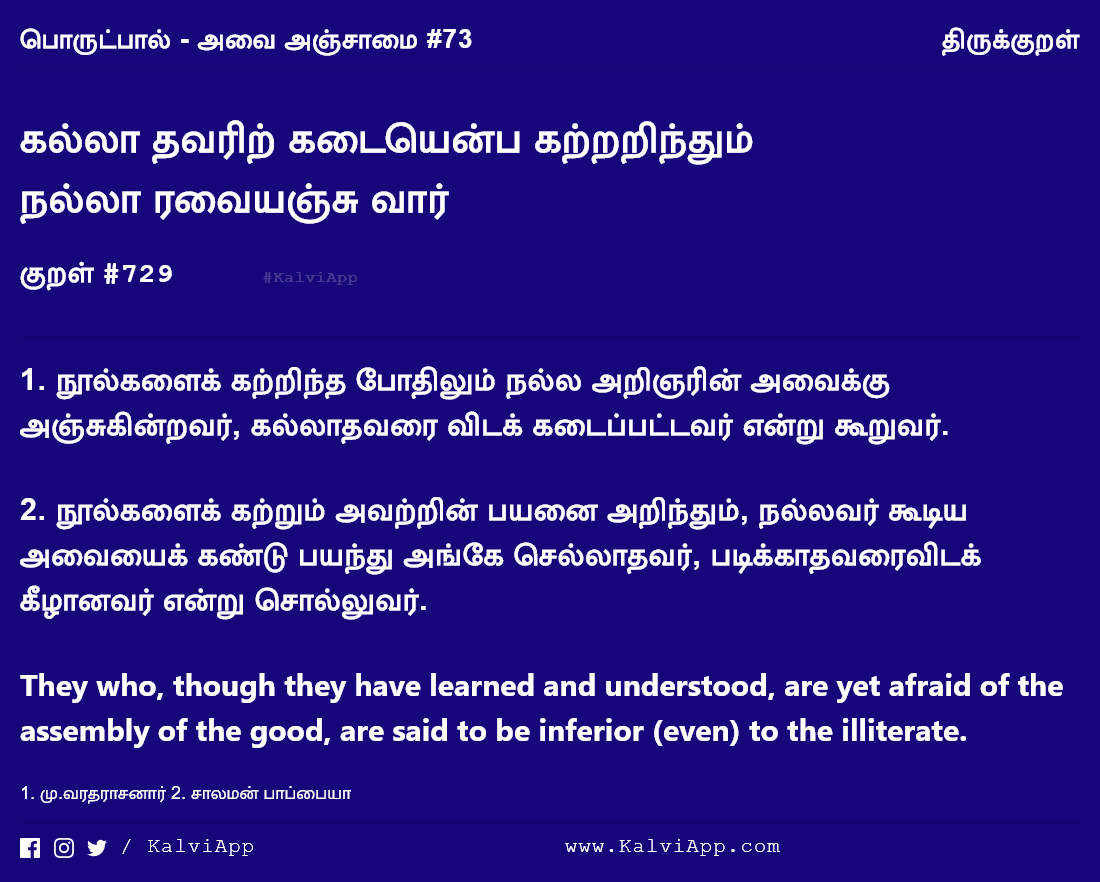 பொருட்பால் - அவை அஞ்சாமை #73
திருக்குறள்
கல்லா தவரிற் கடையென்ப கற்றறிந்தும்
நல்லா ரவையஞ்சு வார்
குறள் #729
#KalviApp
1. நூல்களைக் கற்றிந்த போதிலும் நல்ல அறிஞரின் அவைக்கு
அஞ்சுகின்றவர், கல்லாதவரை விடக் கடைப்பட்டவர் என்று கூறுவர்.
2. நூல்களைக் கற்றும் அவற்றின் பயனை அறிந்தும், நல்லவர் கூடிய
அவையைக் கண்டு பயந்து அங்கே செல்லாதவர், படிக்காதவரைவிடக்
கீழானவர் என்று சொல்லுவர்.
They who, though they have learned and understood, are yet afraid of the
assembly of the good, are said to be inferior (even) to the illiterate.
1. மு.வரதராசனார் 2. சாலமன் பாப்பையா
/ KalviApp
www.KalviApp.com